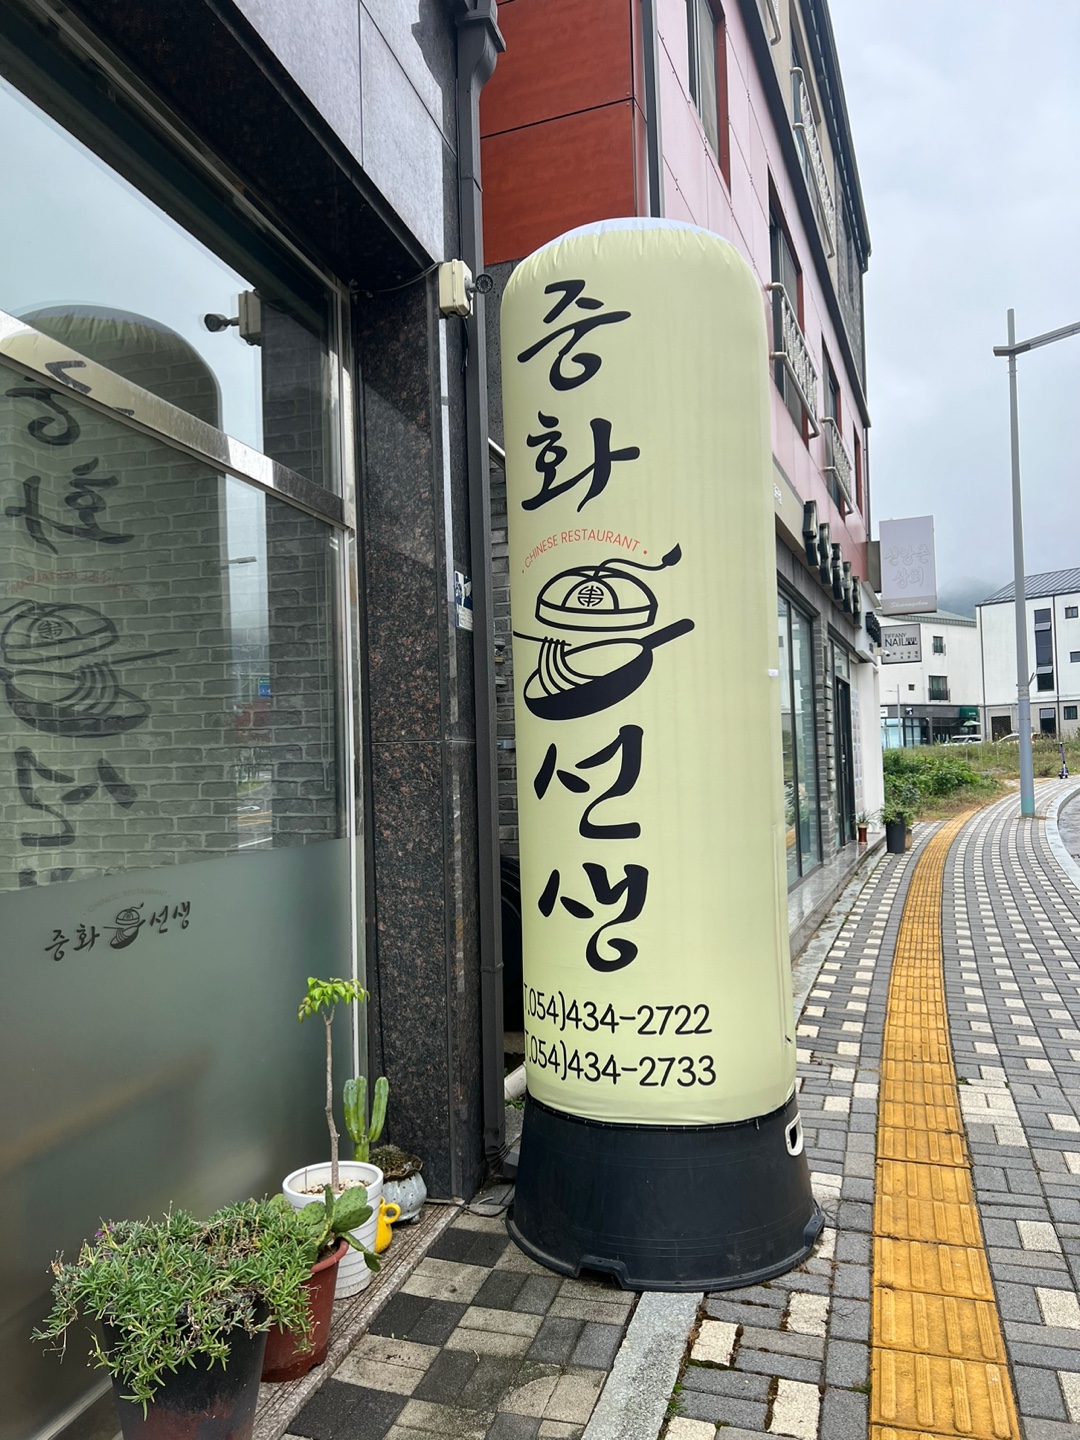 중
화
· CHINESE RESTAURANT ·
선
생
T.054)434-2722
T.054)434-2733
중화 선생
TIFFANY
NAIL